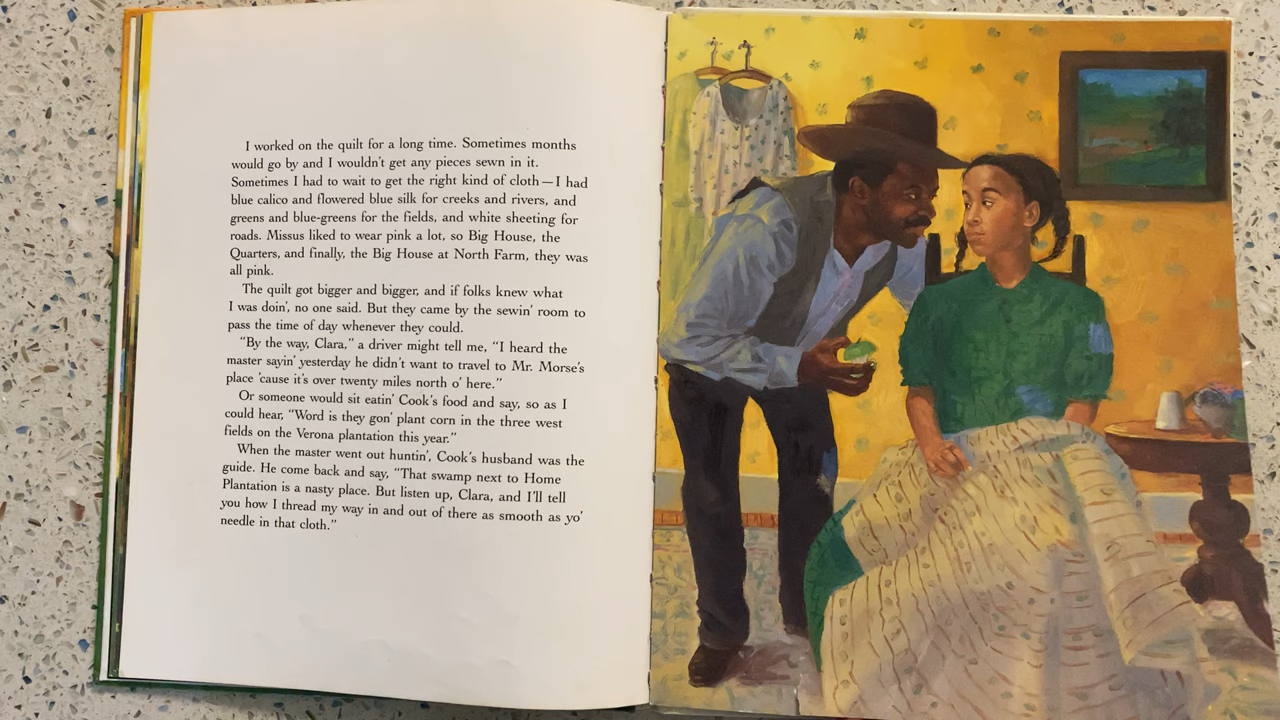 I worked on the quilt for a long time. Sometimes months
would go by and I wouldn't get any pieces sewn in it.
Sometimes I had to wait to get the right kind of cloth—I had
blue calico and flowered blue silk for creeks and rivers, and
greens and blue-greens for the fields, and white sheeting for
roads. Missus liked to wear pink a lot, so Big House, the
Quarters, and finally, the Big House at North Farm, they was
all pink.
The quilt got bigger and bigger, and if folks knew what
I was doin', no one said. But they came by the sewin' room to
pass the time of day whenever they could.
"By the way, Clara," a driver might tell me, "I heard the
master sayin' yesterday he didn't want to travel to Mr. Morse's
place 'cause it's over twenty miles north o' here."
Or someone would sit eatin' Cook's food and say, so as I
could hear, "Word is they gon' plant corn in the three west
fields on the Verona plantation this year."
When the master went out huntin', Cook's husband was the
guide. He come back and say, "That swamp next to Home
Plantation is a nasty place. But listen up, Clara, and I'll tell
you how I thread my way in and out of there as smooth as yo'
needle in that cloth."